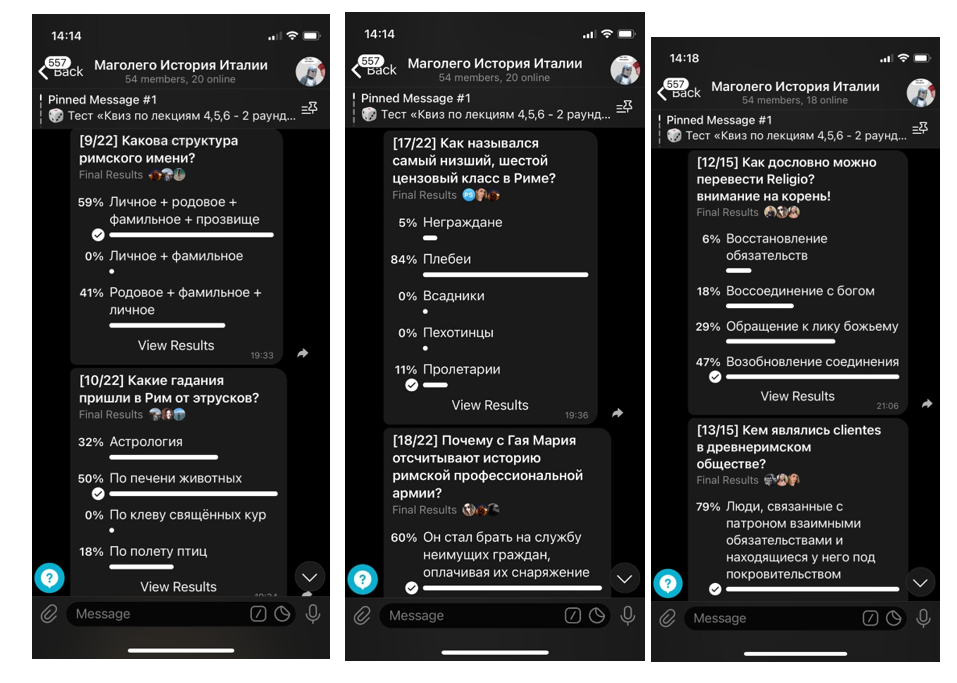 14:14
557
Back
Маголего История Италии
54 members, 20 online
Pinned Message #1
Тест «Квиз по лекциям 4,5,6 - 2 раунд...
[9/22] Какова структура
римского имени?
Final Results
59% Личное + родовое +
фамильное + прозвище
0% Личное + фамильное
41% Родовое + фамильное +
личное
View Results
19:33
[10/22] Какие гадания
пришли в Рим от этрусков?
Final Results
32% Астрология
50% По печени животных
0% По клеву свящённых кур
18% По полету птиц
View Results
Message
14:14
557
Back
Маголего История Италии
54 members, 20 online
Pinned Message #1
Тест «Квиз по лекциям 4,5,6 - 2 раунд...
[17/22] Как назывался
самый низший, шестой
цензовый класс в Риме?
Final Results
PS
5% Неграждане
84% Плебеи
0% Всадники
0% Пехотинцы
11% Пролетарии
View Results
19:36
[18/22] Почему с Гая Мария
отсчитывают историю
римской профессиональной
армии?
Final Results
60% Он стал брать на службу
неимущих граждан,
оплачивая их снаряжение
Message
14:18
557
Back
Маголего История Италии
54 members, 18 online
Pinned Message #1
Тест «Квиз по лекциям 4,5,6 - 2 раунд...
[12/15] Как дословно можно
перевести Religio?
внимание на корень!
Final Results
6% Восстановление
обязательств
18% Воссоединение с богом
29% Обращение к лику божьему
47% Возобновление соединения
View Results
21:06
[13/15] Кем являлись clientes
в древнеримском
обществе?
Final Results
79% Люди, связанные с
патроном взаимными
обязательствами и
находящиеся у него под
покровительством
Message